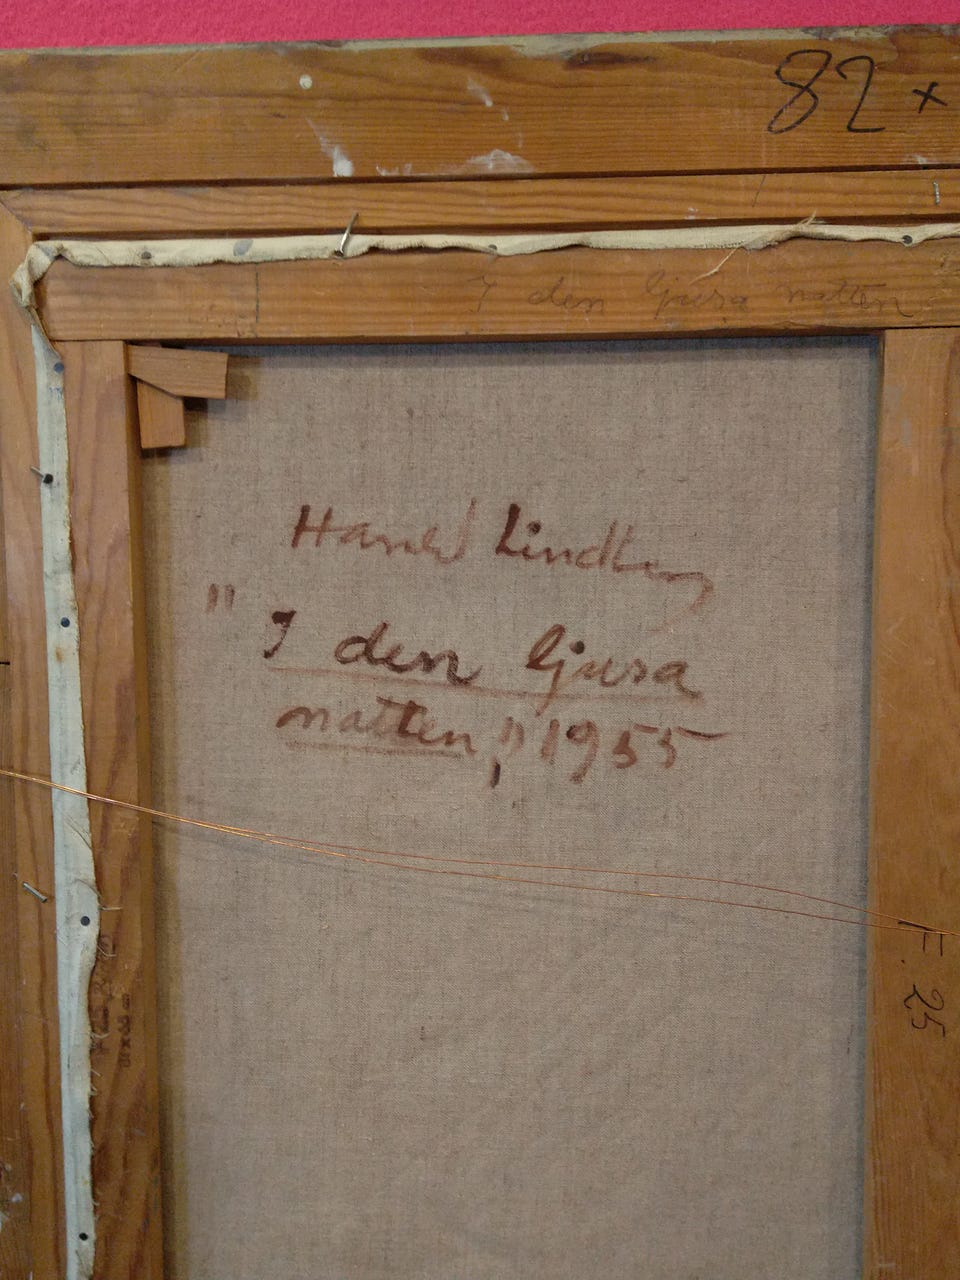 82 x
I den ljusa natten
Harald Lindberg
"I den ljusa
natten," 1955
F. 25